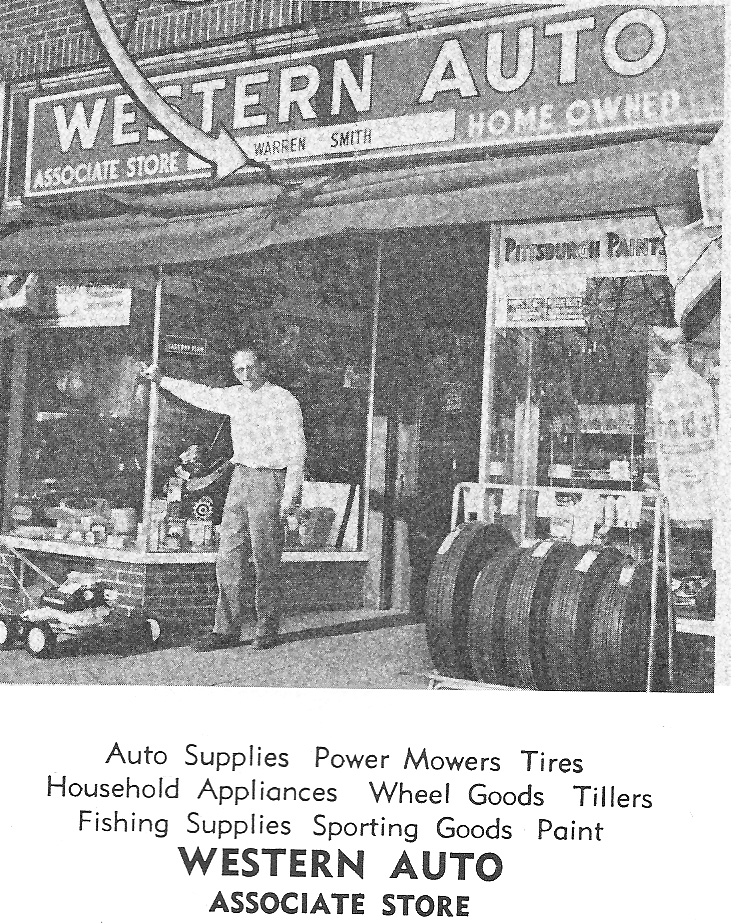 WESTERN AUTO
ASSOCIATE STORE
WARREN SMITH
HOME OWNED
PITTSBURGH PAINTS
Auto Supplies Power Mowers Tires
Household Appliances Wheel Goods Tillers
Fishing Supplies Sporting Goods Paint
WESTERN AUTO
ASSOCIATE STORE